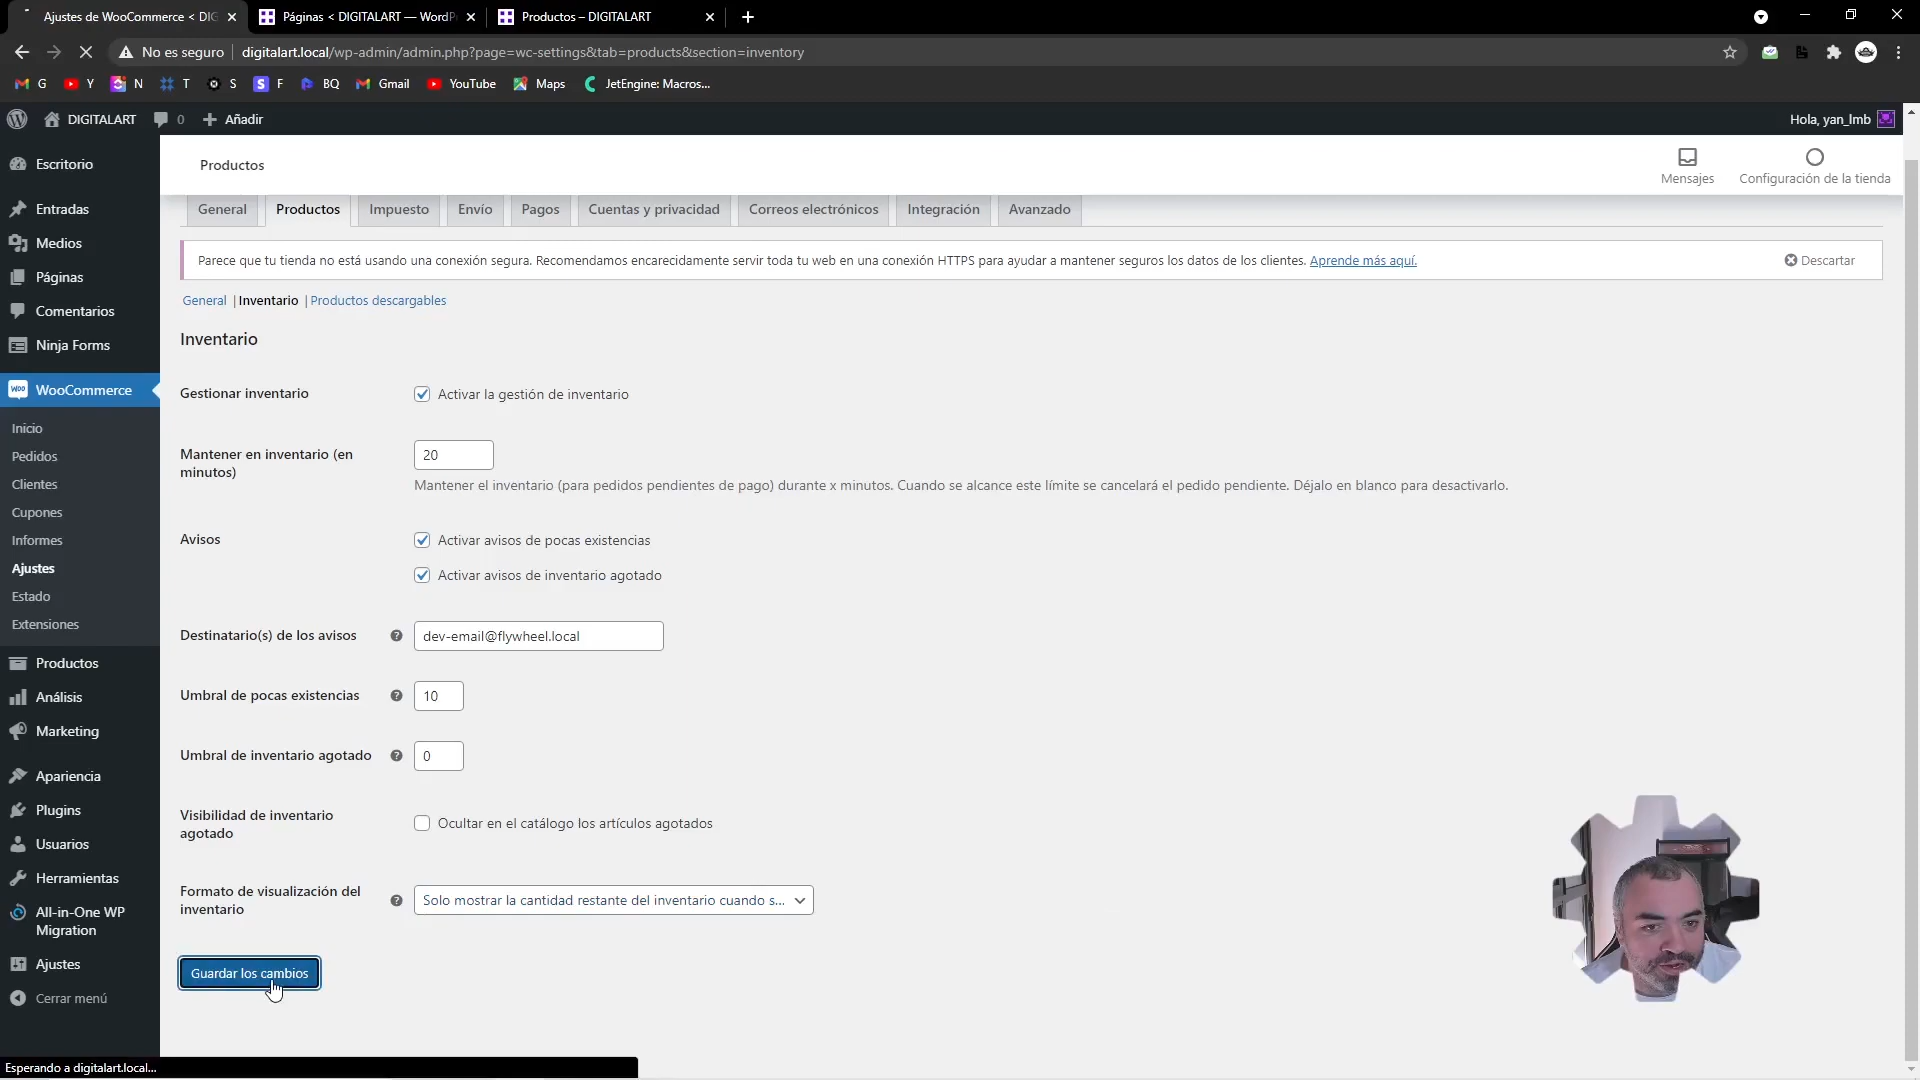 Ajustes de WooCommerce < DIG
Páginas < DIGITALART — WordP
Productos – DIGITALART
No es seguro
digitalart.local/wp-admin/admin.php?page=wc-settings&tab=products&section=inventory
G
Y
N
T
S
F
BQ
Gmail
YouTube
Maps
JetEngine: Macros...
DIGITALART
0
Añadir
Hola, yan_lmb
Escritorio
Entradas
Medios
Páginas
Comentarios
Ninja Forms
WooCommerce
Inicio
Pedidos
Clientes
Cupones
Informes
Ajustes
Estado
Extensiones
Productos
Análisis
Marketing
Apariencia
Plugins
Usuarios
Herramientas
All-in-One WP
Migration
Ajustes
Cerrar menú
Productos
Mensajes
Configuración de la tienda
General
Productos
Impuesto
Envío
Pagos
Cuentas y privacidad
Correos electrónicos
Integración
Avanzado
Parece que tu tienda no está usando una conexión segura. Recomendamos encarecidamente servir toda tu web en una conexión HTTPS para ayudar a mantener seguros los datos de los clientes. Aprende más aquí.
Descartar
General | Inventario | Productos descargables
Inventario
Gestionar inventario
Activar la gestión de inventario
Mantener en inventario (en
minutos)
20
Mantener el inventario (para pedidos pendientes de pago) durante x minutos. Cuando se alcance este límite se cancelará el pedido pendiente. Déjalo en blanco para desactivarlo.
Avisos
Activar avisos de pocas existencias
Activar avisos de inventario agotado
Destinatario(s) de los avisos
dev-email@flywheel.local
Umbral de pocas existencias
10
Umbral de inventario agotado
0
Visibilidad de inventario
agotado
Ocultar en el catálogo los artículos agotados
Formato de visualización del
inventario
Solo mostrar la cantidad restante del inventario cuando s...
Guardar los cambios
Esperando a digitalart.local...